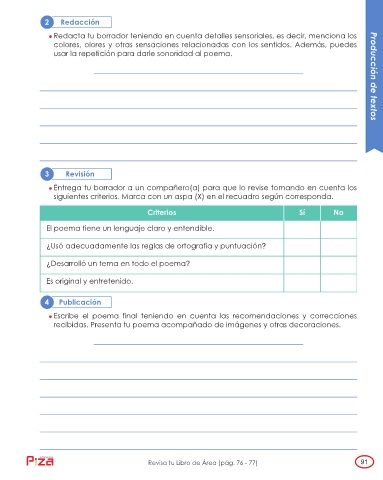 2 Redacción
Redacta tu borrador teniendo en cuenta detalles sensoriales, es decir, menciona los
colores, olores y otras sensaciones relacionadas con los sentidos. Además, puedes
usar la repetición para darle sonoridad al poema.
Producción de textos
3 Revisión
Entrega tu borrador a un compañero(a) para que lo revise tomando en cuenta los
siguientes criterios. Marca con un aspa (X) en el recuadro según corresponda.
Criterios Sí No
El poema tiene un lenguaje claro y entendible.
¿Usó adecuadamente las reglas de ortografía y puntuación?
¿Desarrolló un tema en todo el poema?
Es original y entretenido.
4 Publicación
Escribe el poema final teniendo en cuenta las recomendaciones y correcciones
recibidas. Presenta tu poema acompañado de imágenes y otras decoraciones.
Revisa tu Libro de Área (pág. 76 - 77)
91